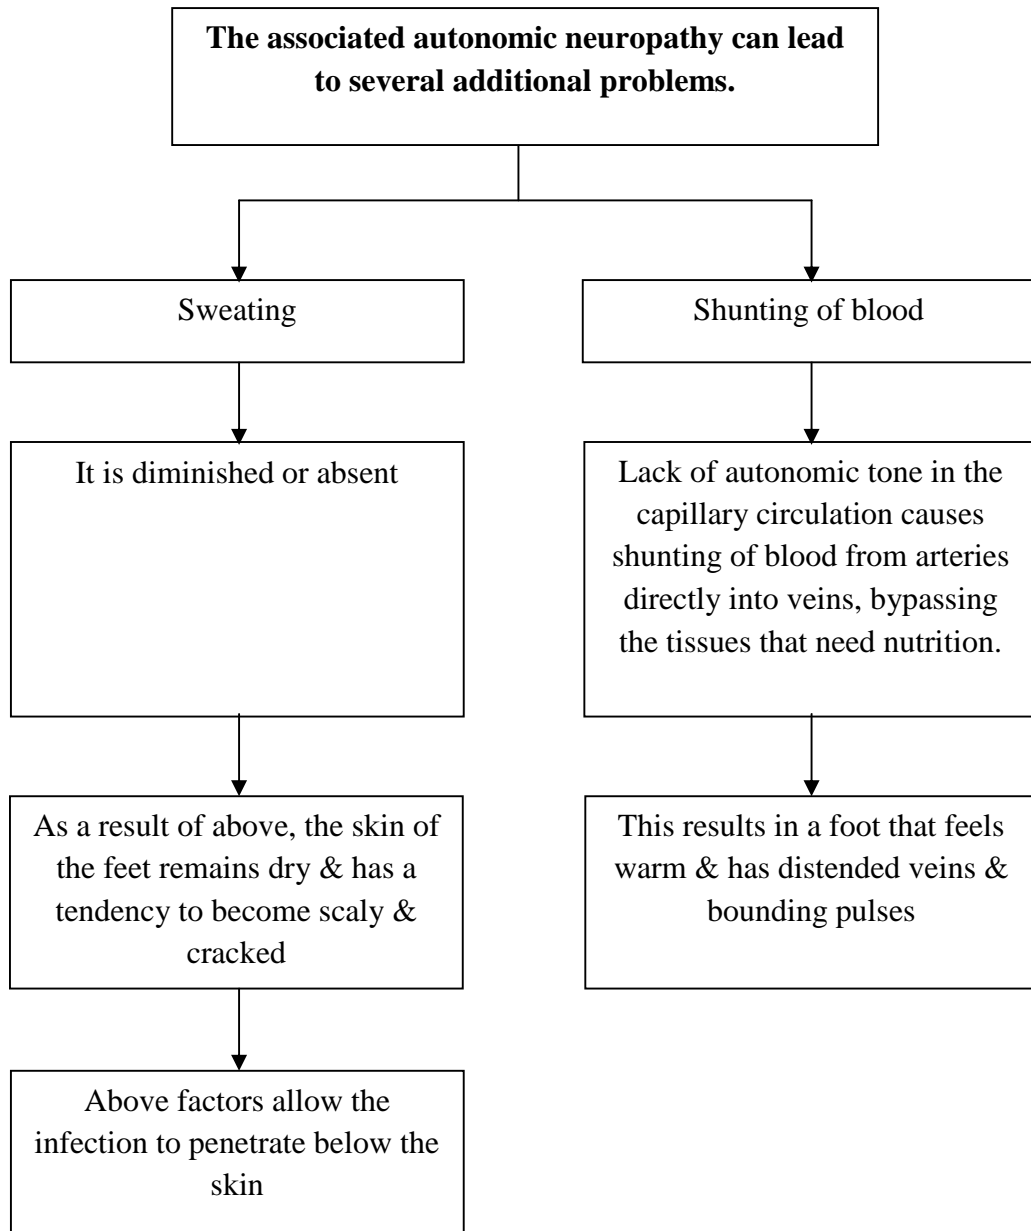 The associated autonomic neuropathy can lead
to several additional problems.
Sweating
Shunting of blood
It is diminished or absent
Lack of autonomic tone in the
capillary circulation causes
shunting of blood from arteries
directly into veins, bypassing
the tissues that need nutrition.
As a result of above, the skin of
the feet remains dry & has a
tendency to become scaly &
cracked
This results in a foot that feels
warm & has distended veins &
bounding pulses
Above factors allow the
infection to penetrate below the
skin